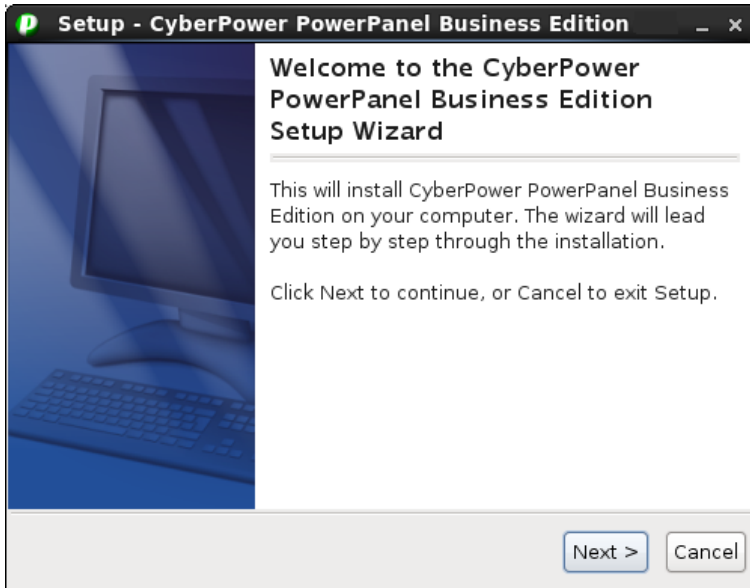 Setup - CyberPower PowerPanel Business Edition
Welcome to the CyberPower
PowerPanel Business Edition
Setup Wizard
This will install CyberPower PowerPanel Business
Edition on your computer. The wizard will lead
you step by step through the installation.
Click Next to continue, or Cancel to exit Setup.
Next >
Cancel